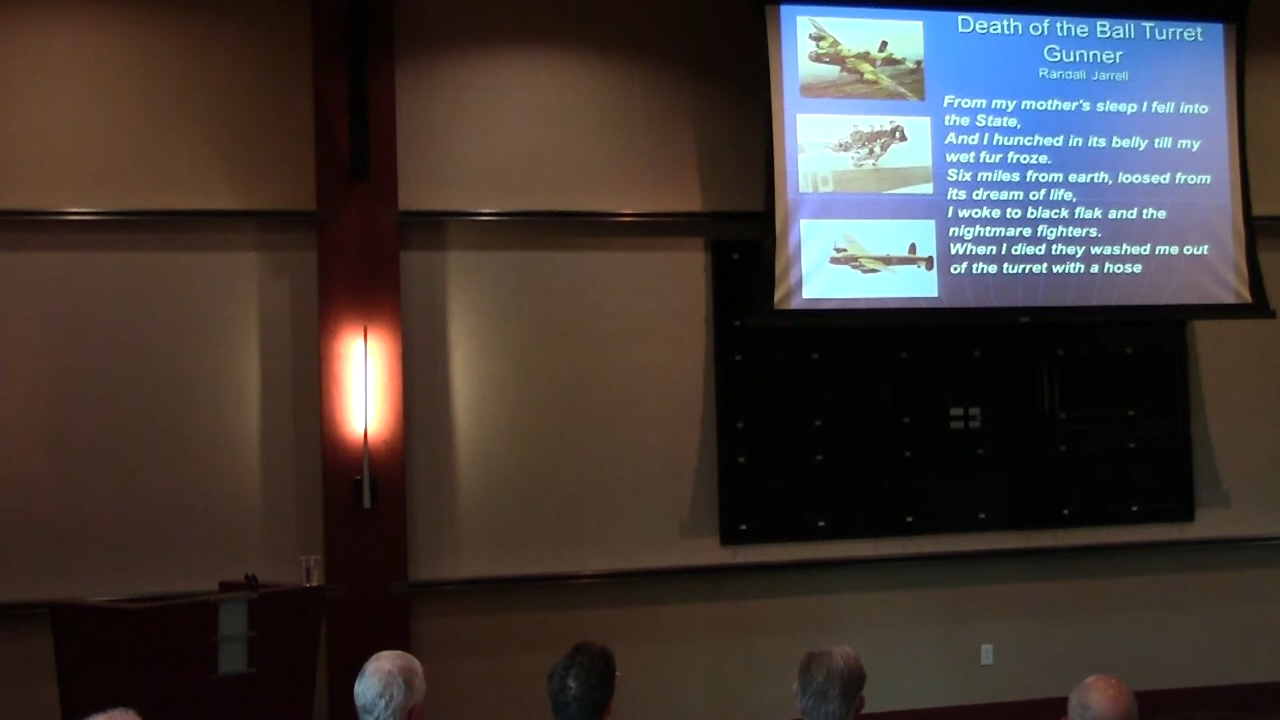 Death of the Ball Turret
Gunner
Randall Jarrell
From my mother's sleep I fell into
the State,
And I hunched in its belly till my
wet fur froze.
Six miles from earth, loosed from
its dream of life,
I woke to black flak and the
nightmare fighters.
When I died they washed me out
of the turret with a hose